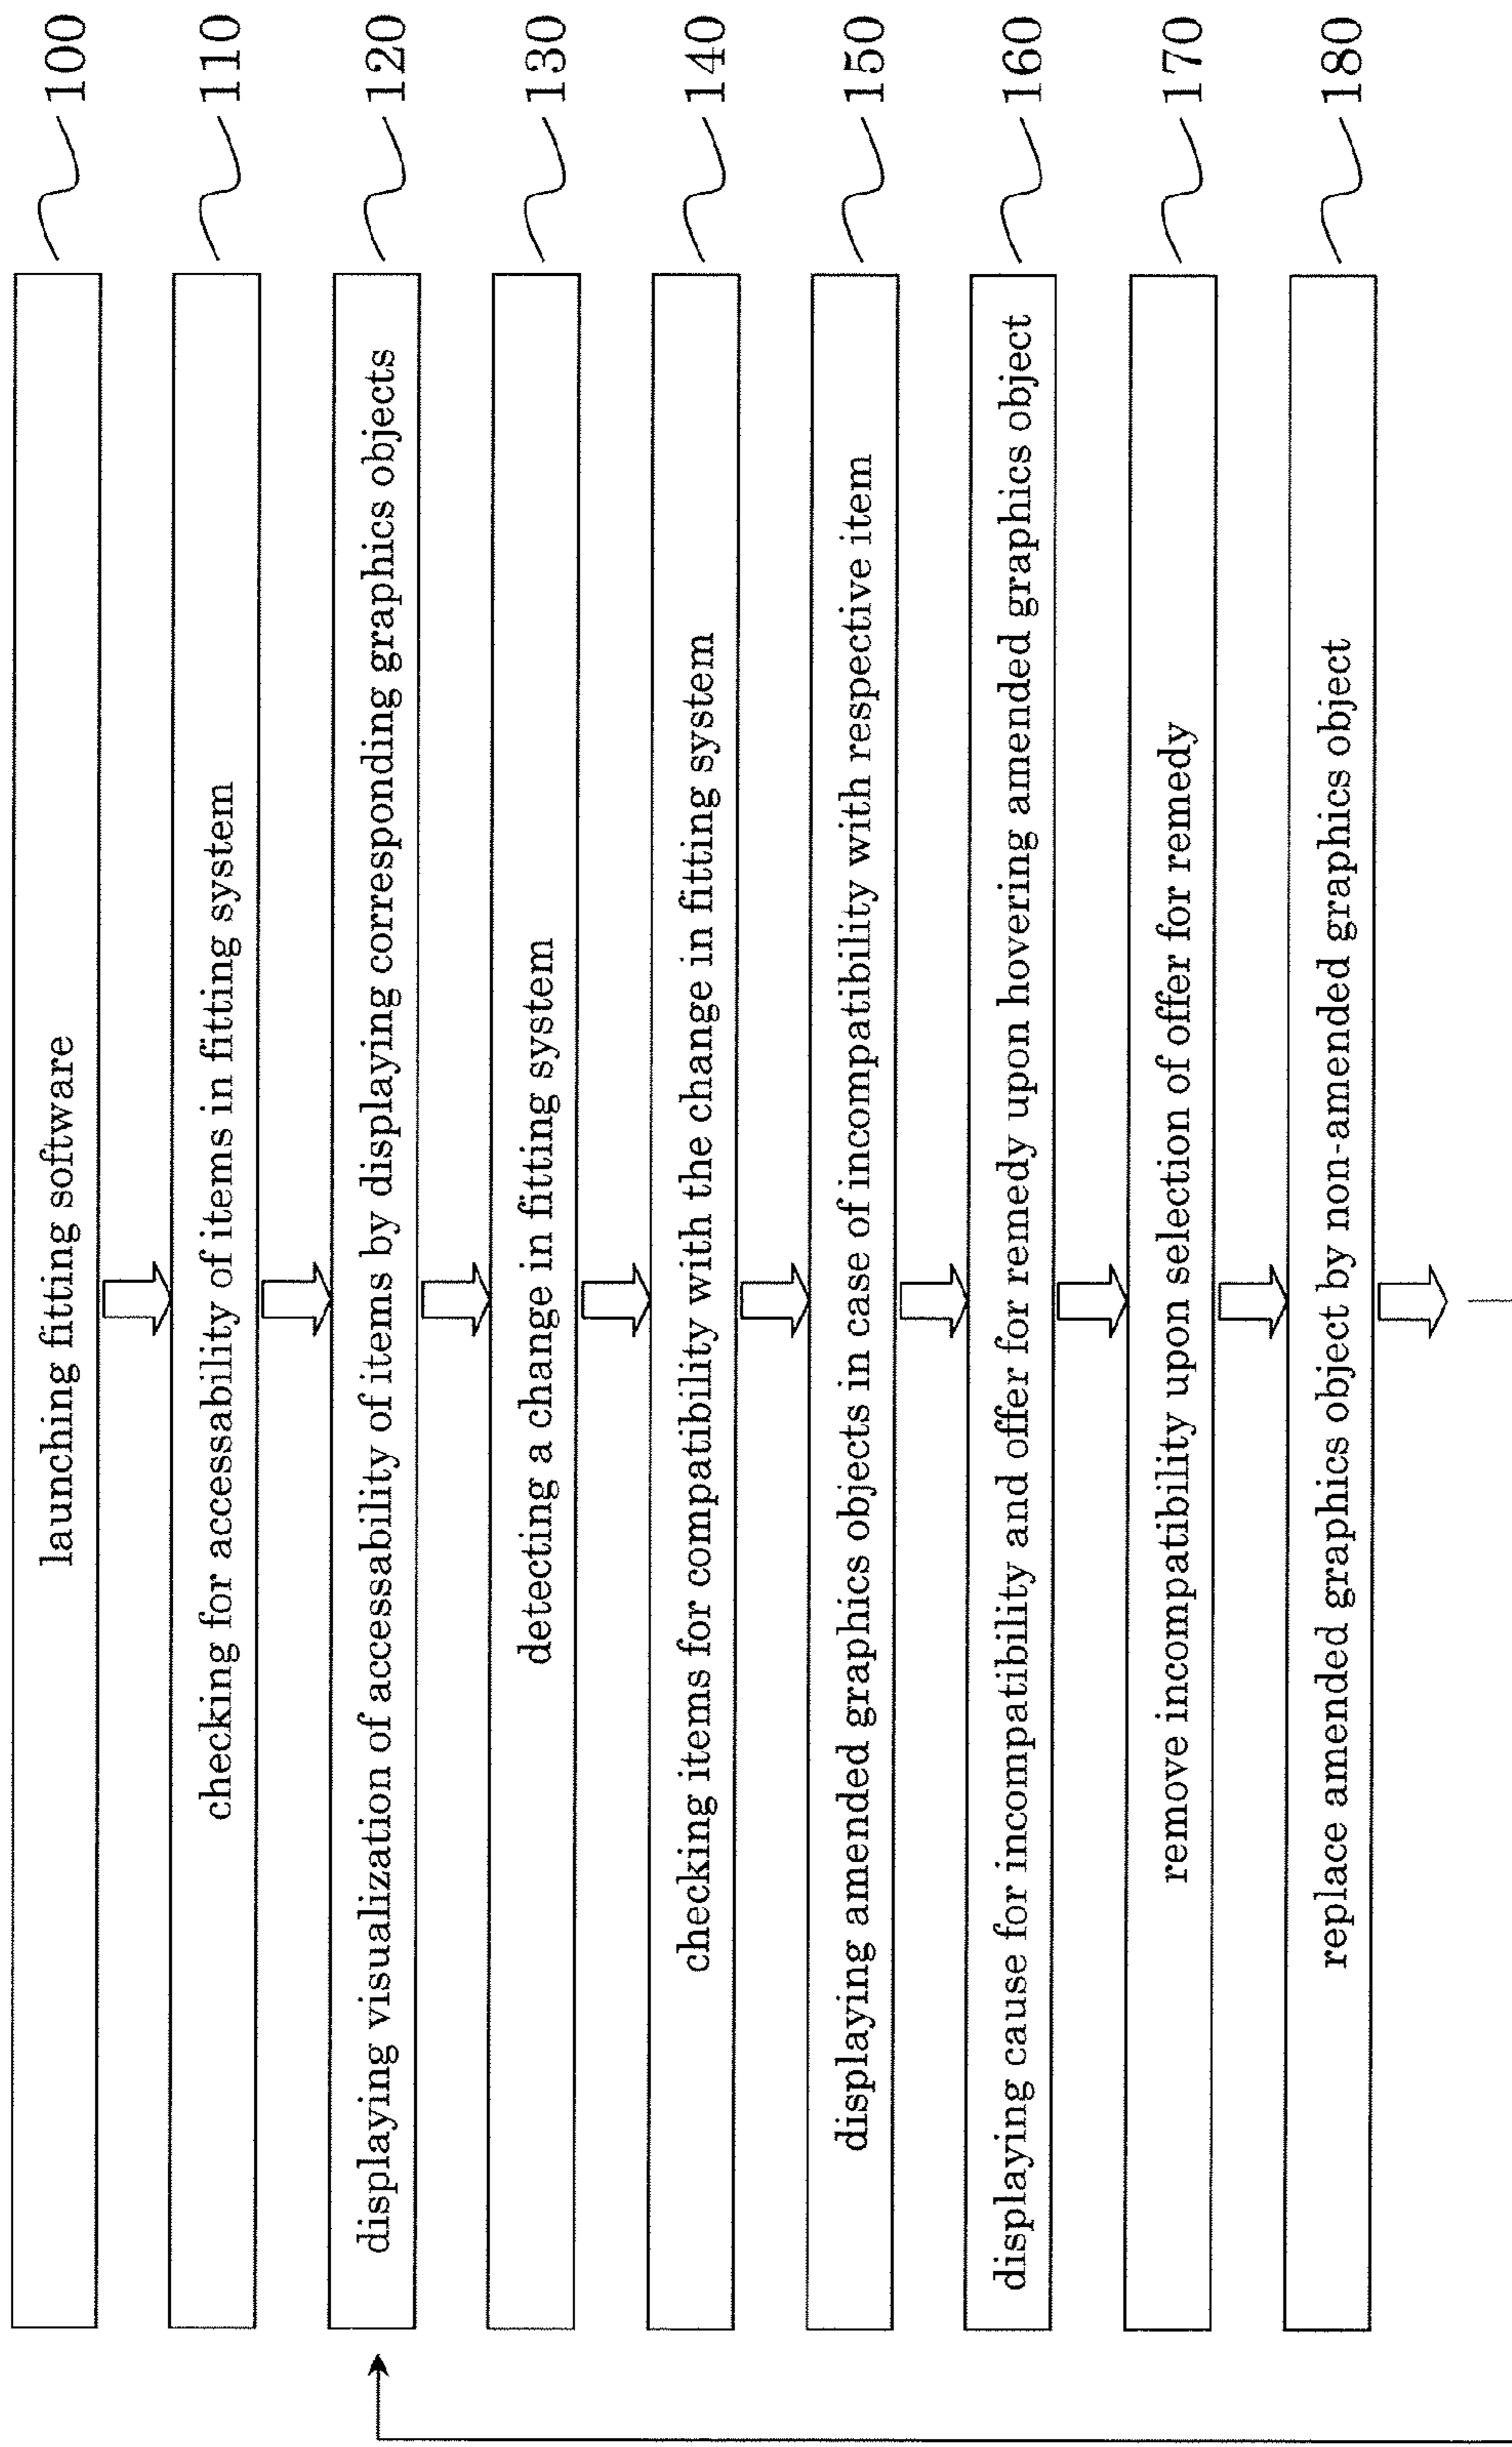 launching fitting software
100
checking for accessability of items in fitting system
110
displaying visualization of accessability of items by displaying corresponding graphics objects
120
detecting a change in fitting system
130
checking items for compatibility with the change in fitting system
140
displaying amended graphics objects in case of incompatibility with respective item
150
displaying cause for incompatibility and offer for remedy upon hovering amended graphics object
160
remove incompatibility upon selection of offer for remedy
170
replace amended graphics object by non-amended graphics object
180